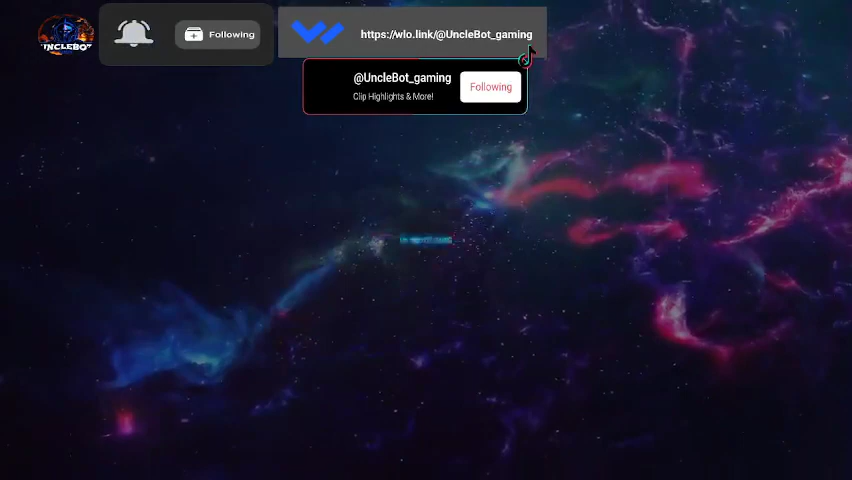 UNCLEBOT
Following
https://wlo.link/@UncleBot_gaming
@UncleBot_gaming
Clip Highlights & More!
Following